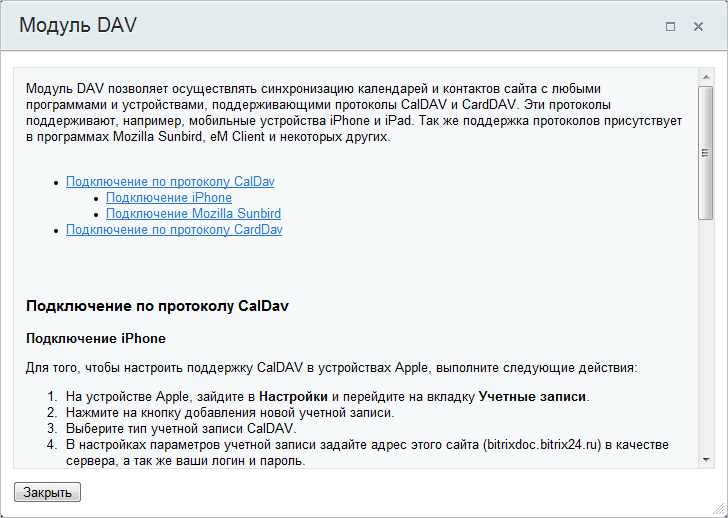 Модуль DAV
Модуль DAV позволяет осуществлять синхронизацию календарей и контактов сайта с любыми
программами и устройствами, поддерживающими протоколы CalDAV и CardDAV. Эти протоколы
поддерживают, например, мобильные устройства iPhone и iPad. Так же поддержка протоколов присутствует
в программах Mozilla Sunbird, eM Client и некоторых других.
• Подключение по протоколу CalDav
• Подключение iPhone
• Подключение Mozilla Sunbird
• Подключение по протоколу CardDav
Подключение по протоколу CalDav
Подключение iPhone
Для того, чтобы настроить поддержку CalDAV в устройствах Apple, выполните следующие действия:
1. На устройстве Apple, зайдите в Настройки и перейдите на вкладку Учетные записи.
2. Нажмите на кнопку добавления новой учетной записи.
3. Выберите тип учетной записи CalDAV.
4. В настройках параметров учетной записи задайте адрес этого сайта (bitrixdoc.bitrix24.ru) в качестве
сервера, а так же ваши логин и пароль.
Закрыть